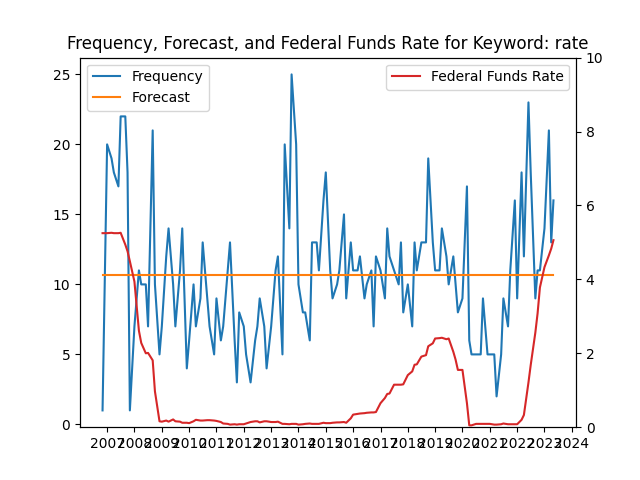 Frequency, Forecast, and Federal Funds Rate for Keyword: rate
Frequency
Forecast
Federal Funds Rate
25
20
15
10
5
0
10
8
6
4
2
0
2007 2008 2009 2010 2011 2012 2013 2014 2015 2016 2017 2018 2019 2020 2021 2022 2023 2024